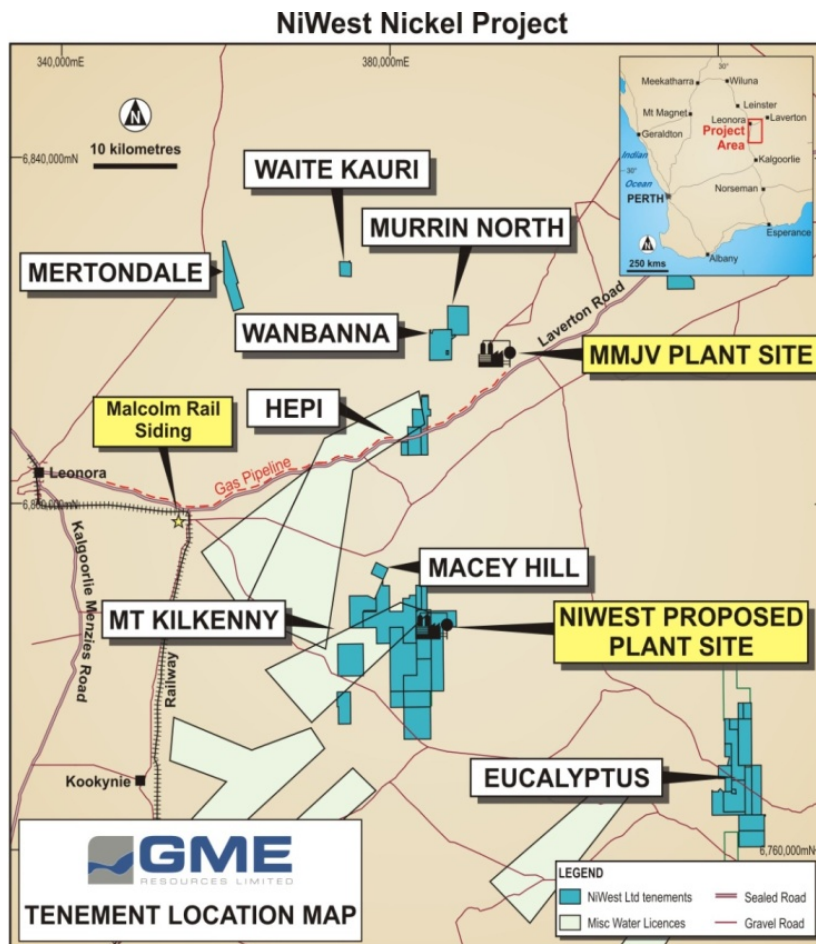 NiWest Nickel Project
340,000mE
380,000mE
N
10 kilometres
6,840,000mN
30°
Meekatharra
Wiluna
Leinster
Mt Magnet
Leonora
Laverton
Project
Area
Geraldton
Indian
Ocean
30°
Kalgoorlie
Norseman
PERTH
Esperance
N
Albany
250 kms
WAITE KAURI
MURRIN NORTH
MERTONDALE
WANBANNA
Laverton Road
MMJV PLANT SITE
HEPI
Malcolm Rail
Siding
Gas Pipeline
Leonora
Kalgoorlie Menzies Road
MACEY HILL
MT KILKENNY
NIWEST PROPOSED
PLANT SITE
Railway
Kookynie
EUCALYPTUS
6,760,000mN
GME
RESOURCES LIMITED
TENEMENT LOCATION MAP
LEGEND
NiWest Ltd tenements
Sealed Road
Misc Water Licences
Gravel Road